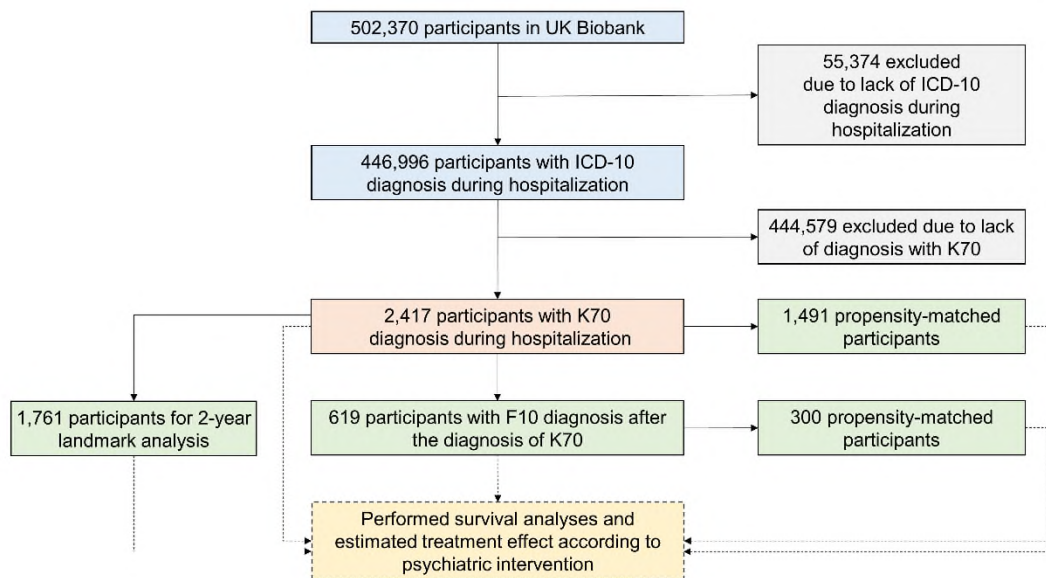 502,370 participants in UK Biobank
55,374 excluded
due to lack of ICD-10
diagnosis during
hospitalization
446,996 participants with ICD-10
diagnosis during hospitalization
444,579 excluded due to lack
of diagnosis with K70
2,417 participants with K70
diagnosis during hospitalization
1,491 propensity-matched
participants
1,761 participants for 2-year
landmark analysis
619 participants with F10 diagnosis after
the diagnosis of K70
300 propensity-matched
participants
Performed survival analyses and
estimated treatment effect according to
psychiatric intervention